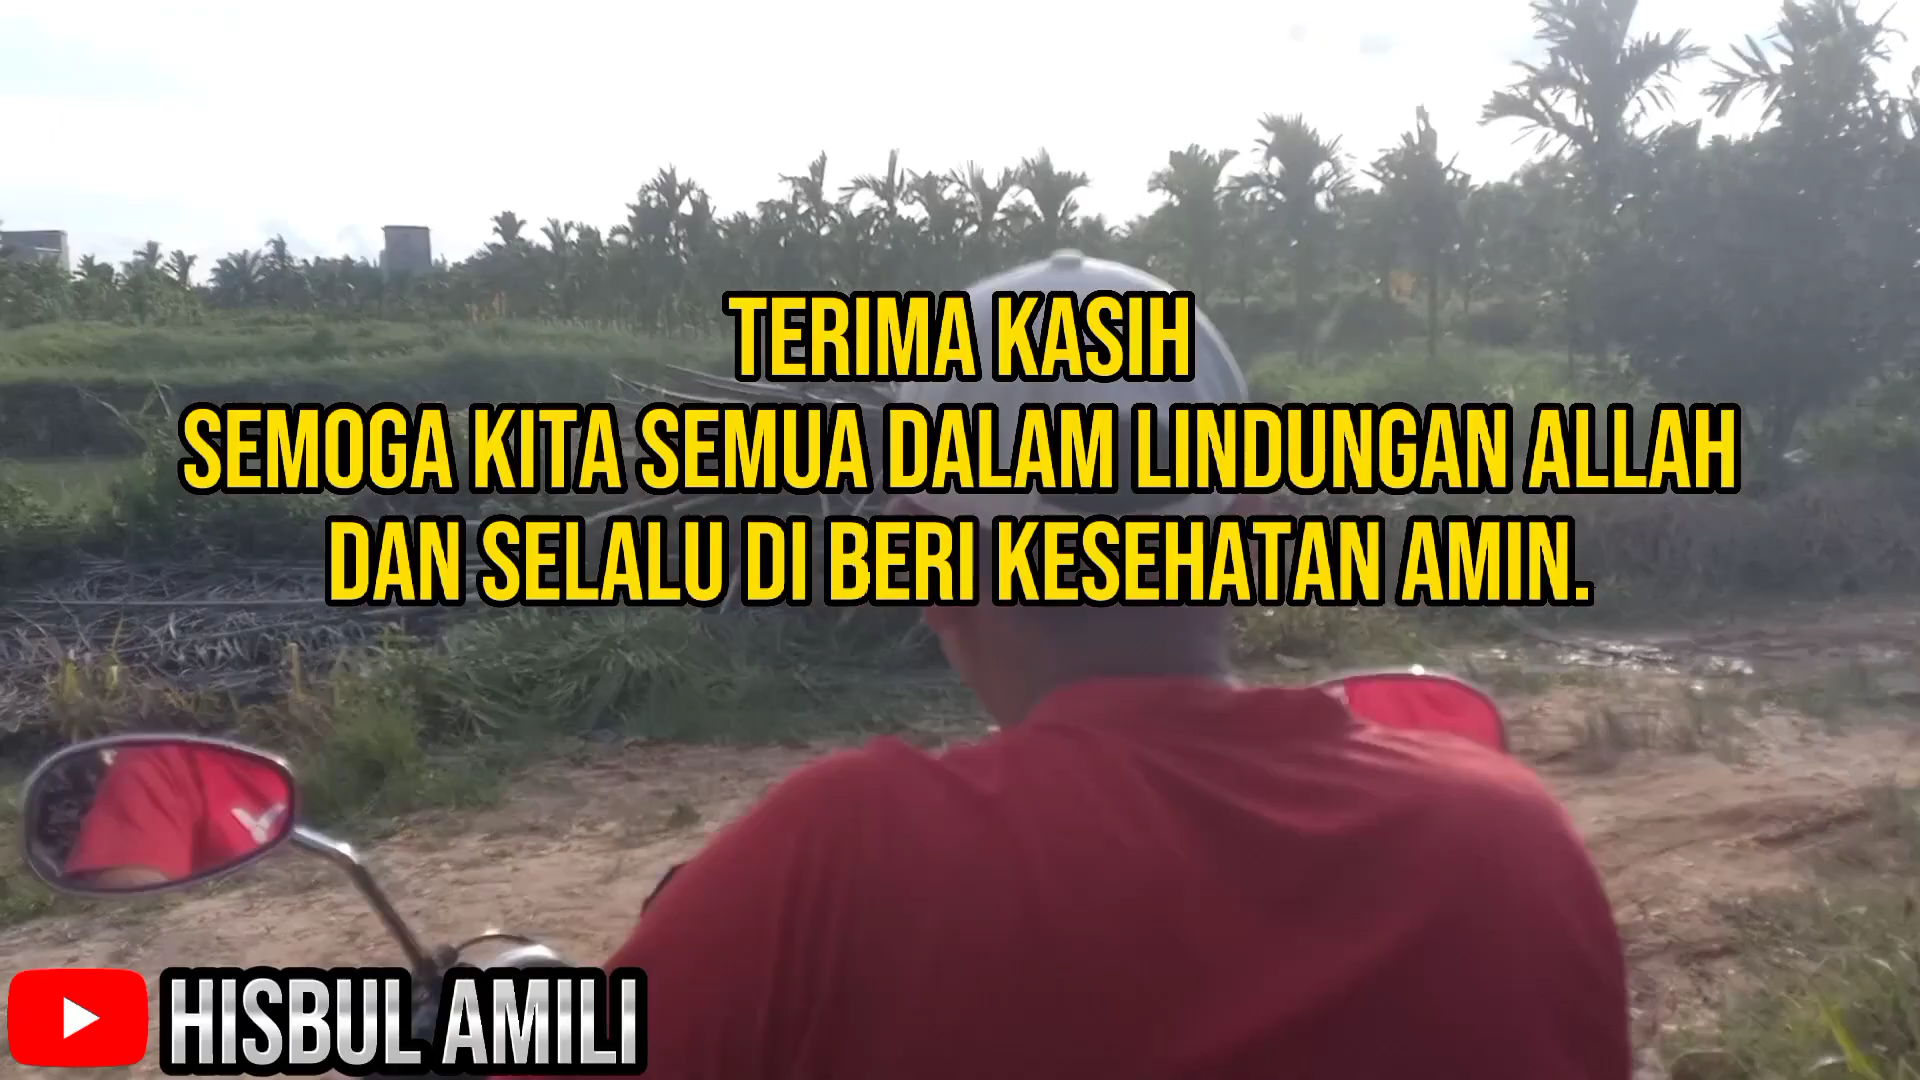 TERIMA KASIH
SEMOGA KITA SEMUA DALAM LINDUNGAN ALLAH
DAN SELALU DI BERI KESEHATAN AMIN.
HISBUL AMILI